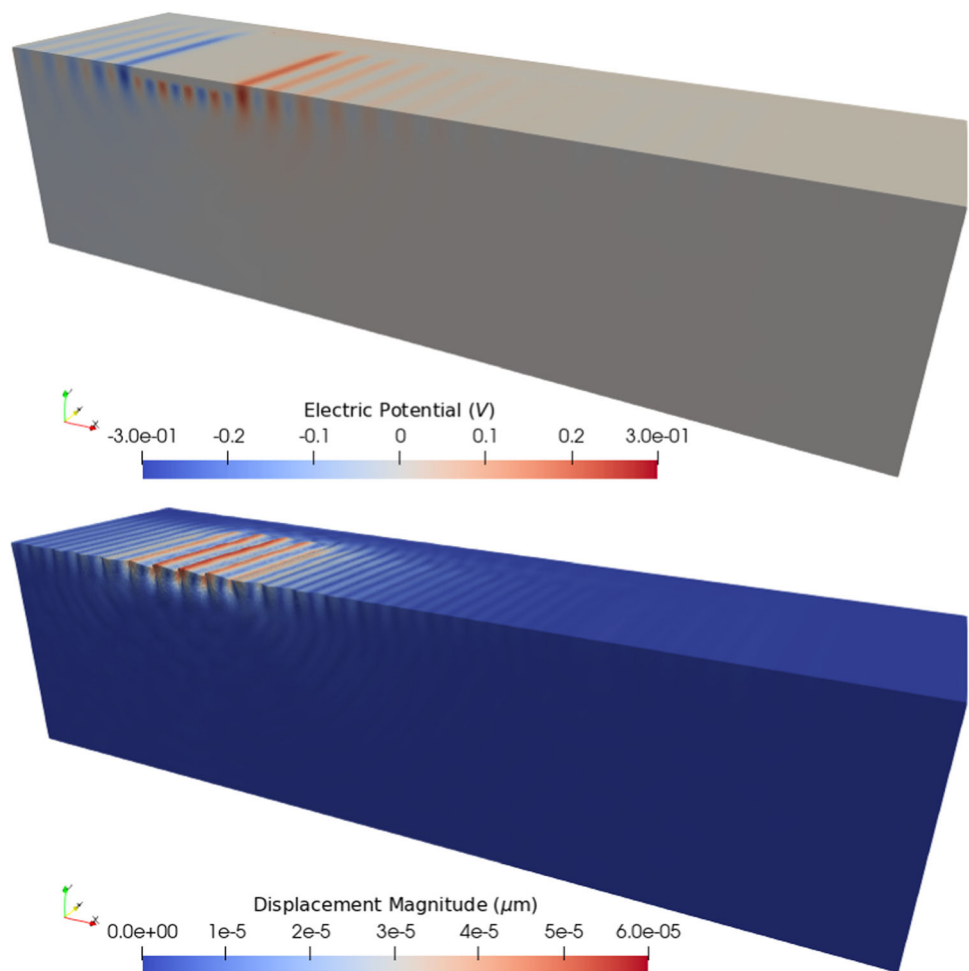 Electric Potential (V)
-3.0e-01 -0.2 -0.1 0 0.1 0.2 3.0e-01
X
Displacement Magnitude (μm)
0.0e+00 1e-5 2e-5 3e-5 4e-5 5e-5 6.0e-05
X